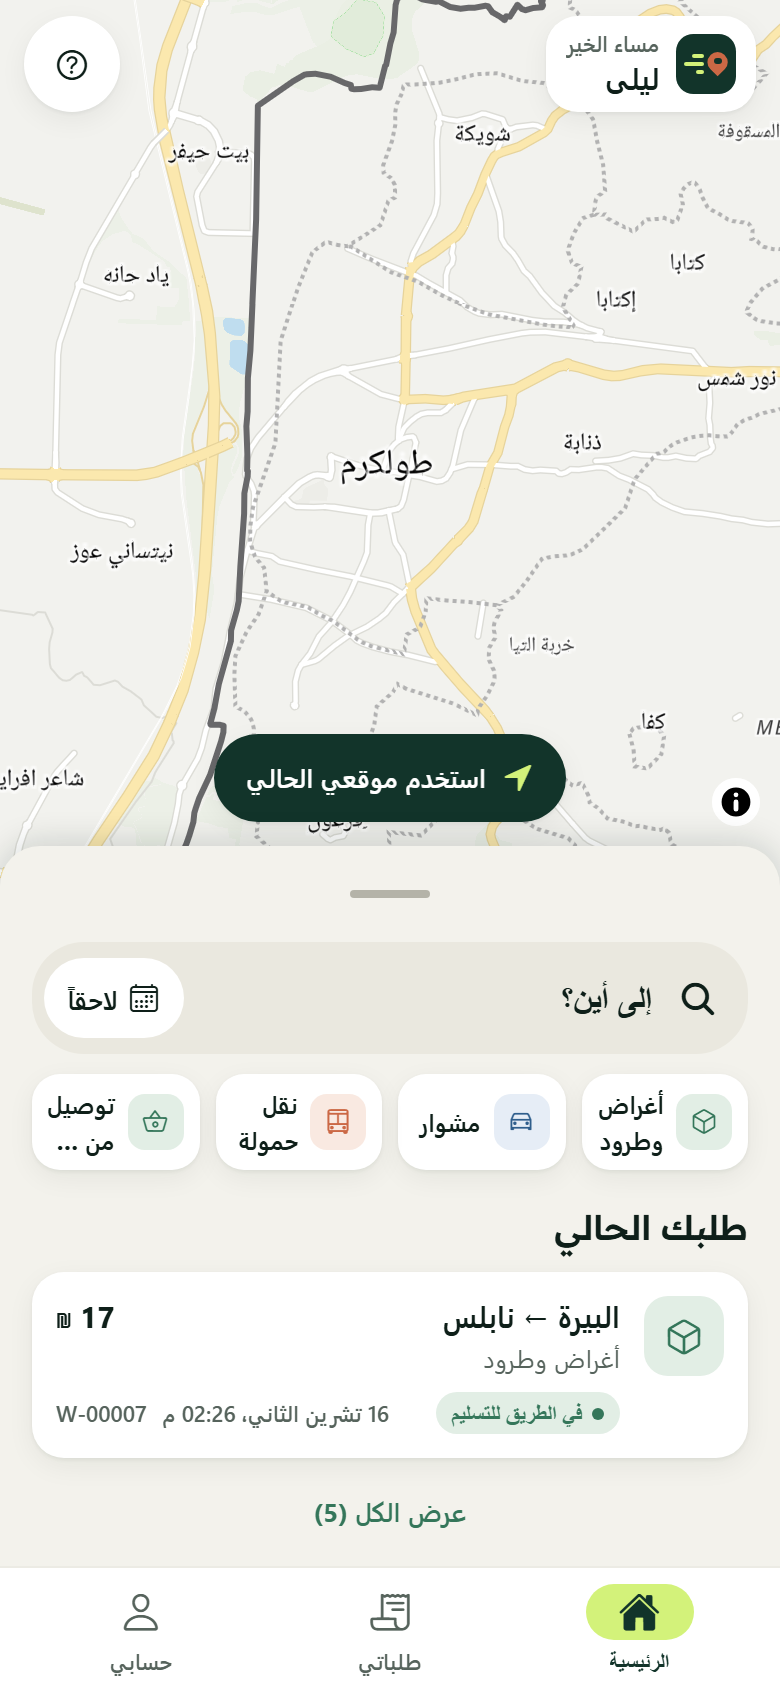 مساء الخير
ليلى
المسقوفة
شويكة
بيت حيفر
كتابا
ياد حانه
إكتابا
نور شمس
ذنابة
طولكرم
نيتساني عوز
خربة التيا
كفا
شاعر افراي
استخدم موقعي الحالي
إلى أين؟
لاحقاً
أغراض وطرود
مشوار
نقل حمولة
توصيل من ...
طلبك الحالي
البيرة ← نابلس
17 ₪
أغراض وطرود
في الطريق للتسليم
16 تشرين الثاني، 02:26 م
W-00007
عرض الكل (5)
الرئيسية
طلباتي
حسابي